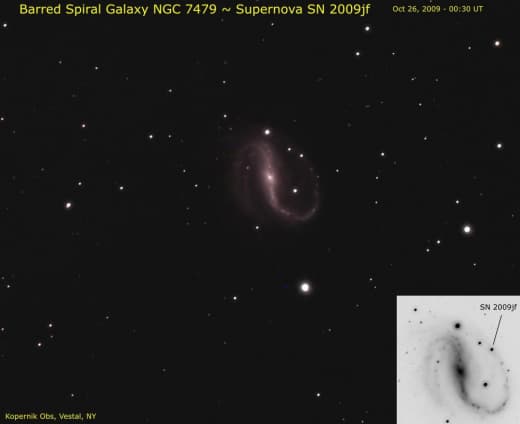 Barred Spiral Galaxy NGC 7479 ~ Supernova SN 2009jf
Oct 26, 2009 - 00:30 UT
SN 2009jf
Kopernik Obs, Vestal, NY